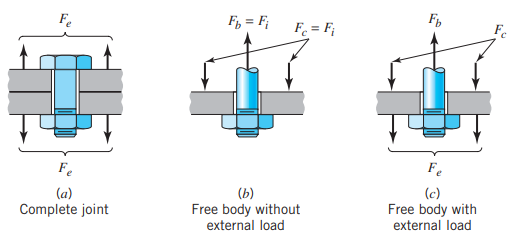 Fe
Fb = Fi
Fc = Fi
Fb
Fc
Fe
Fe
(a)
Complete joint
(b)
Free body without
external load
(c)
Free body with
external load